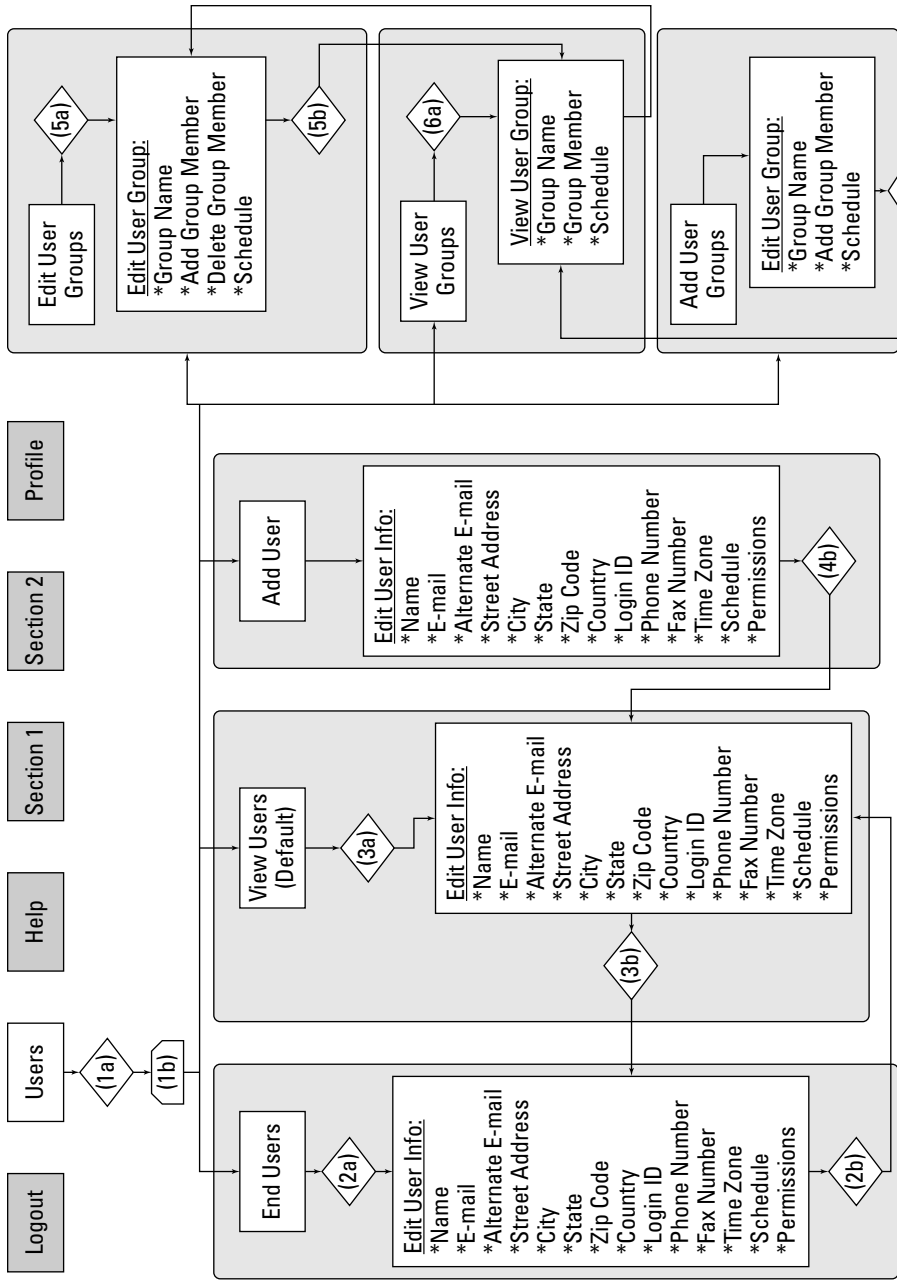 Logout
Users
Help
Section 1
Section 2
Profile
(1a)
(1b)
End Users
(2a)
Edit User Info:
*Name
*E-mail
*Alternate E-mail
*Street Address
*City
*State
*Zip Code
*Country
*Login ID
*Phone Number
*Fax Number
*Time Zone
*Schedule
*Permissions
(2b)
View Users
(Default)
(3a)
Edit User Info:
*Name
*E-mail
*Alternate E-mail
*Street Address
*City
*State
*Zip Code
*Country
*Login ID
*Phone Number
*Fax Number
*Time Zone
*Schedule
*Permissions
(3b)
Add User
Edit User Info:
*Name
*E-mail
*Alternate E-mail
*Street Address
*City
*State
*Zip Code
*Country
*Login ID
*Phone Number
*Fax Number
*Time Zone
*Schedule
*Permissions
(4b)
Edit User
Groups
(5a)
Edit User Group:
*Group Name
*Add Group Member
*Delete Group Member
*Schedule
(5b)
View User
Groups
(6a)
View User Group:
*Group Name
*Group Member
*Schedule
Add User
Groups
Edit User Group:
*Group Name
*Add Group Member
*Schedule